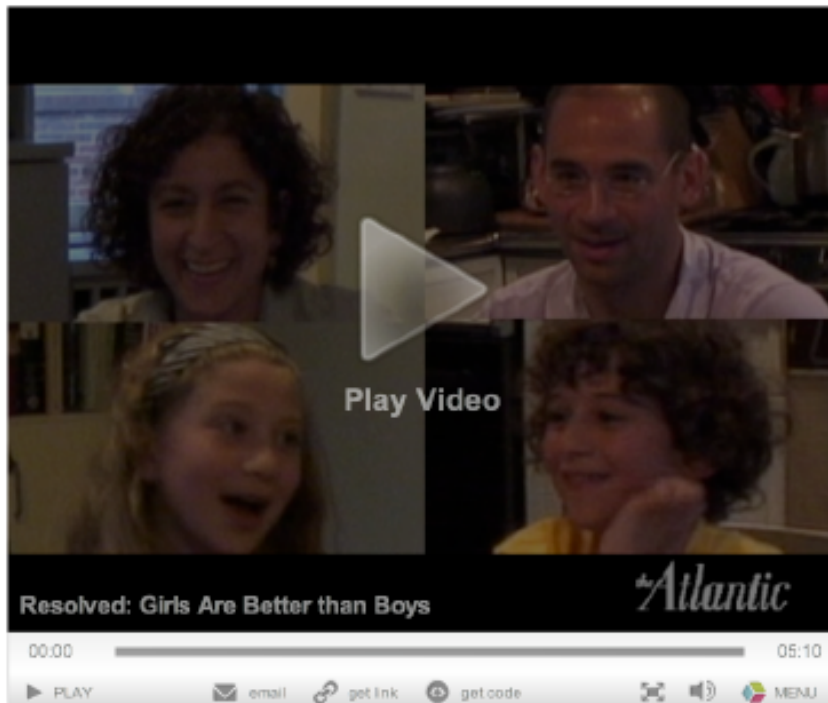 Play Video
Resolved: Girls Are Better than Boys
the Atlantic
00:00
05:10
PLAY
email
get link
get code
MENU